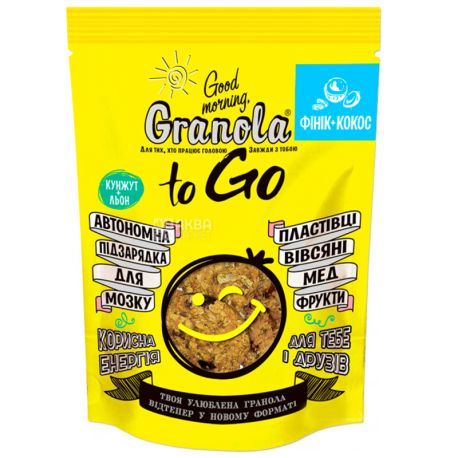 Good
morning,
Granola®
Для тих, хто працює головою Завжди з тобою
to Go
ФІНІК+КОКОС
КУНЖУТ
+
ЛЬОН
АВТОНОМНА
ПІДЗАРЯДКА
ДЛЯ
МОЗКУ
КОРИСНА
ЕНЕРГІЯ
ПЛАСТІВЦІ
ВІВСЯНІ
МЕД
ФРУКТИ
ДЛЯ ТЕБЕ
І ДРУЗІВ
ТВОЯ УЛЮБЛЕНА ГРАНОЛА
ВІДТЕПЕР У НОВОМУ ФОРМАТІ